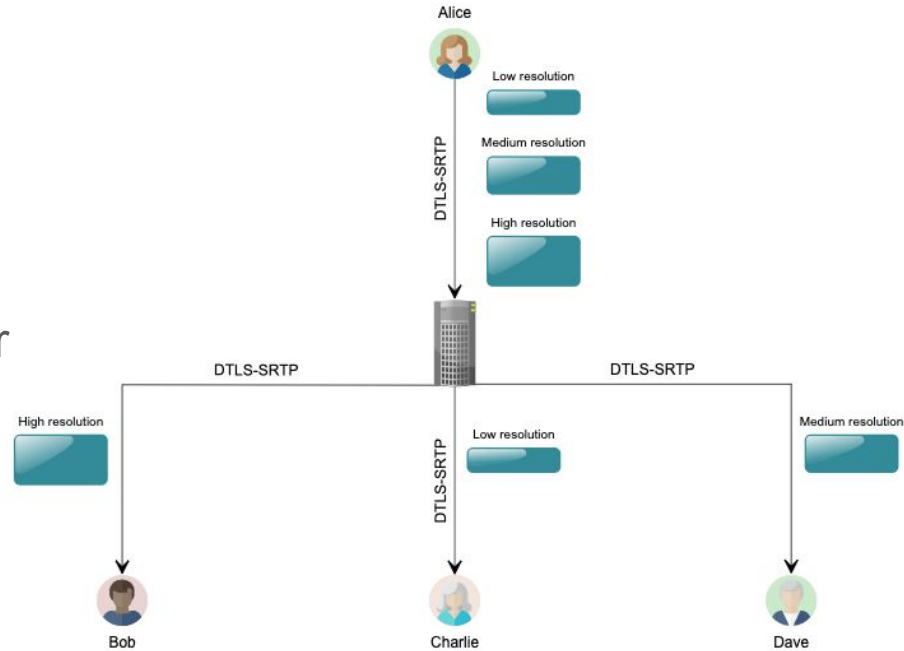 Alice
Low resolution
DTLS-SRTP
Medium resolution
High resolution
DTLS-SRTP
DTLS-SRTP
High resolution
DTLS-SRTP
Low resolution
Medium resolution
Bob
Charlie
Dave